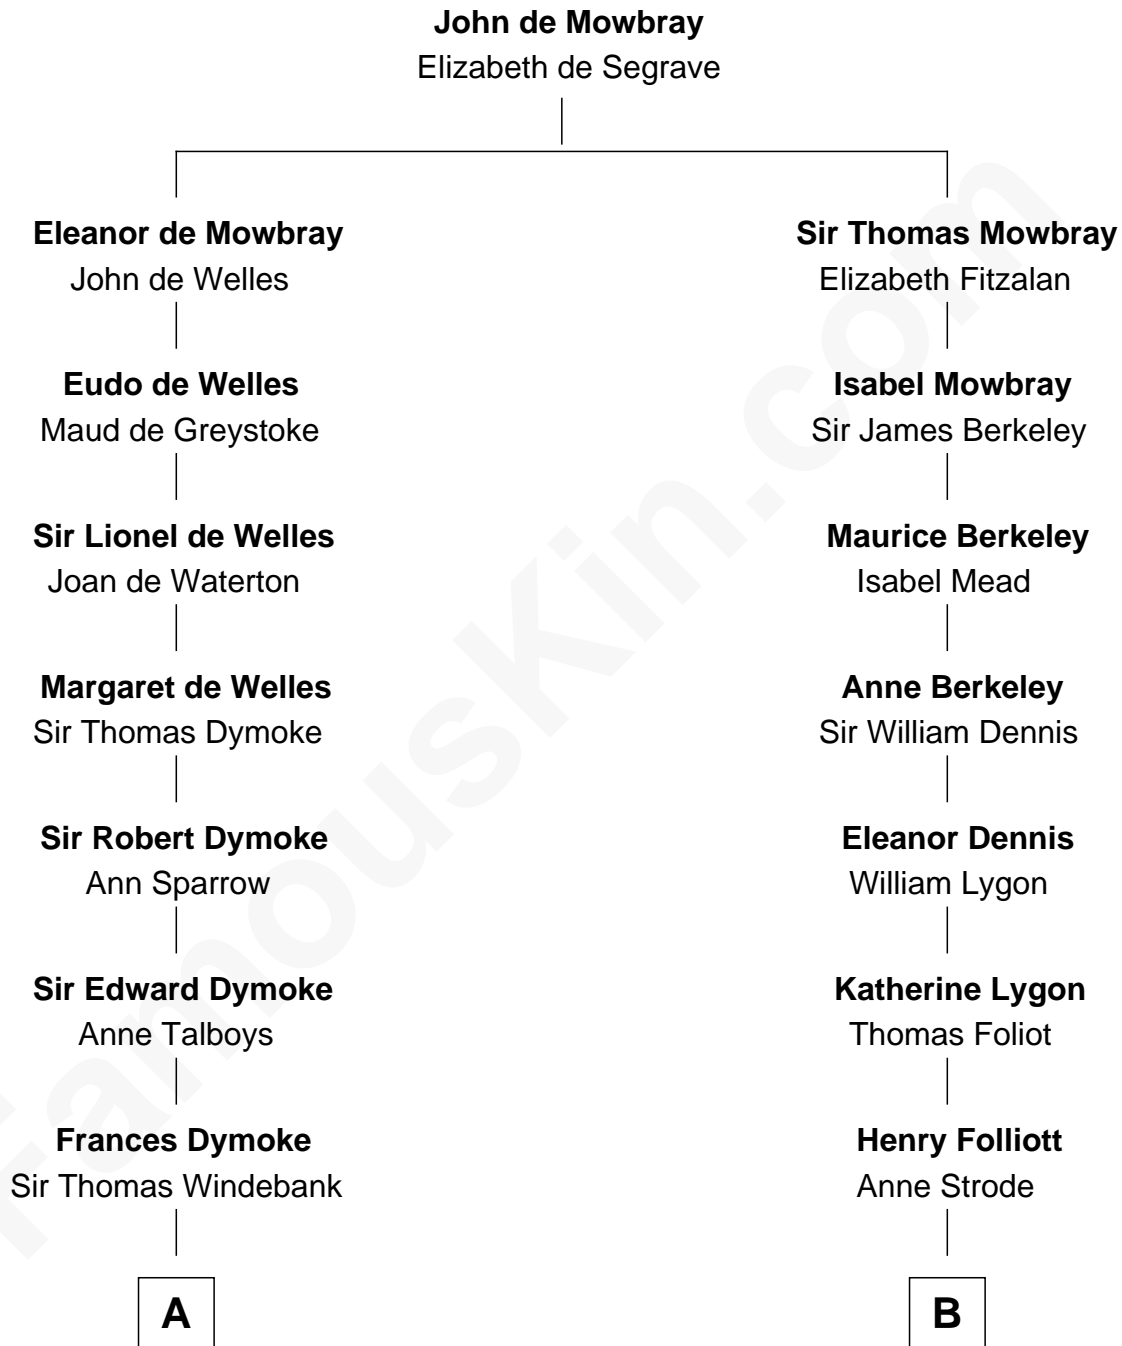 John de Mowbray
Elizabeth de Segrave
Eleanor de Mowbray
John de Welles
Eudo de Welles
Maud de Greystoke
Sir Lionel de Welles
Joan de Waterton
Margaret de Welles
Sir Thomas Dymoke
Sir Robert Dymoke
Ann Sparrow
Sir Edward Dymoke
Anne Talboys
Frances Dymoke
Sir Thomas Windebank
A
Sir Thomas Mowbray
Elizabeth Fitzalan
Isabel Mowbray
Sir James Berkeley
Maurice Berkeley
Isabel Mead
Anne Berkeley
Sir William Dennis
Eleanor Dennis
William Lygon
Katherine Lygon
Thomas Foliot
Henry Folliott
Anne Strode
B
FamousKin.com